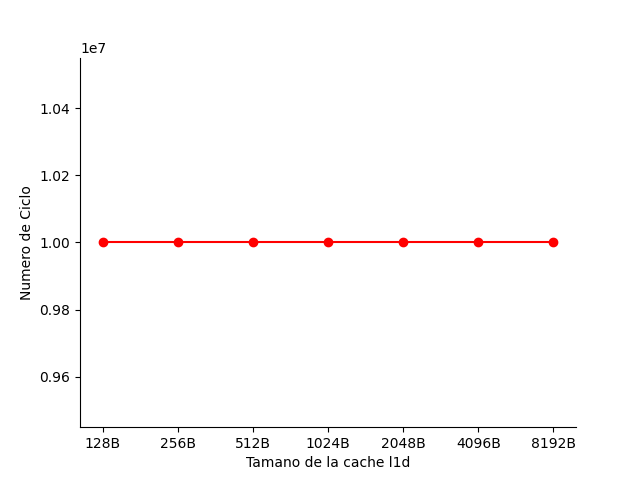 1e7
1.04
1.02
1.00
0.98
0.96
Numero de Ciclo
128B 256B 512B 1024B 2048B 4096B 8192B
Tamano de la cache l1d